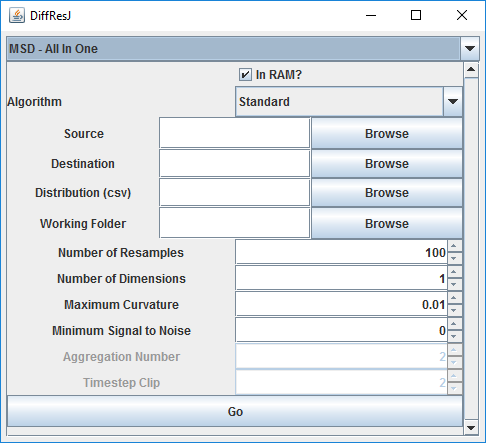 DiffResJ
MSD - All In One
In RAM?
Algorithm Standard
Source Browse
Destination Browse
Distribution (csv) Browse
Working Folder Browse
Number of Resamples 100
Number of Dimensions 1
Maximum Curvature 0.01
Minimum Signal to Noise 0
Aggregation Number 2
Timestep Clip 2
Go